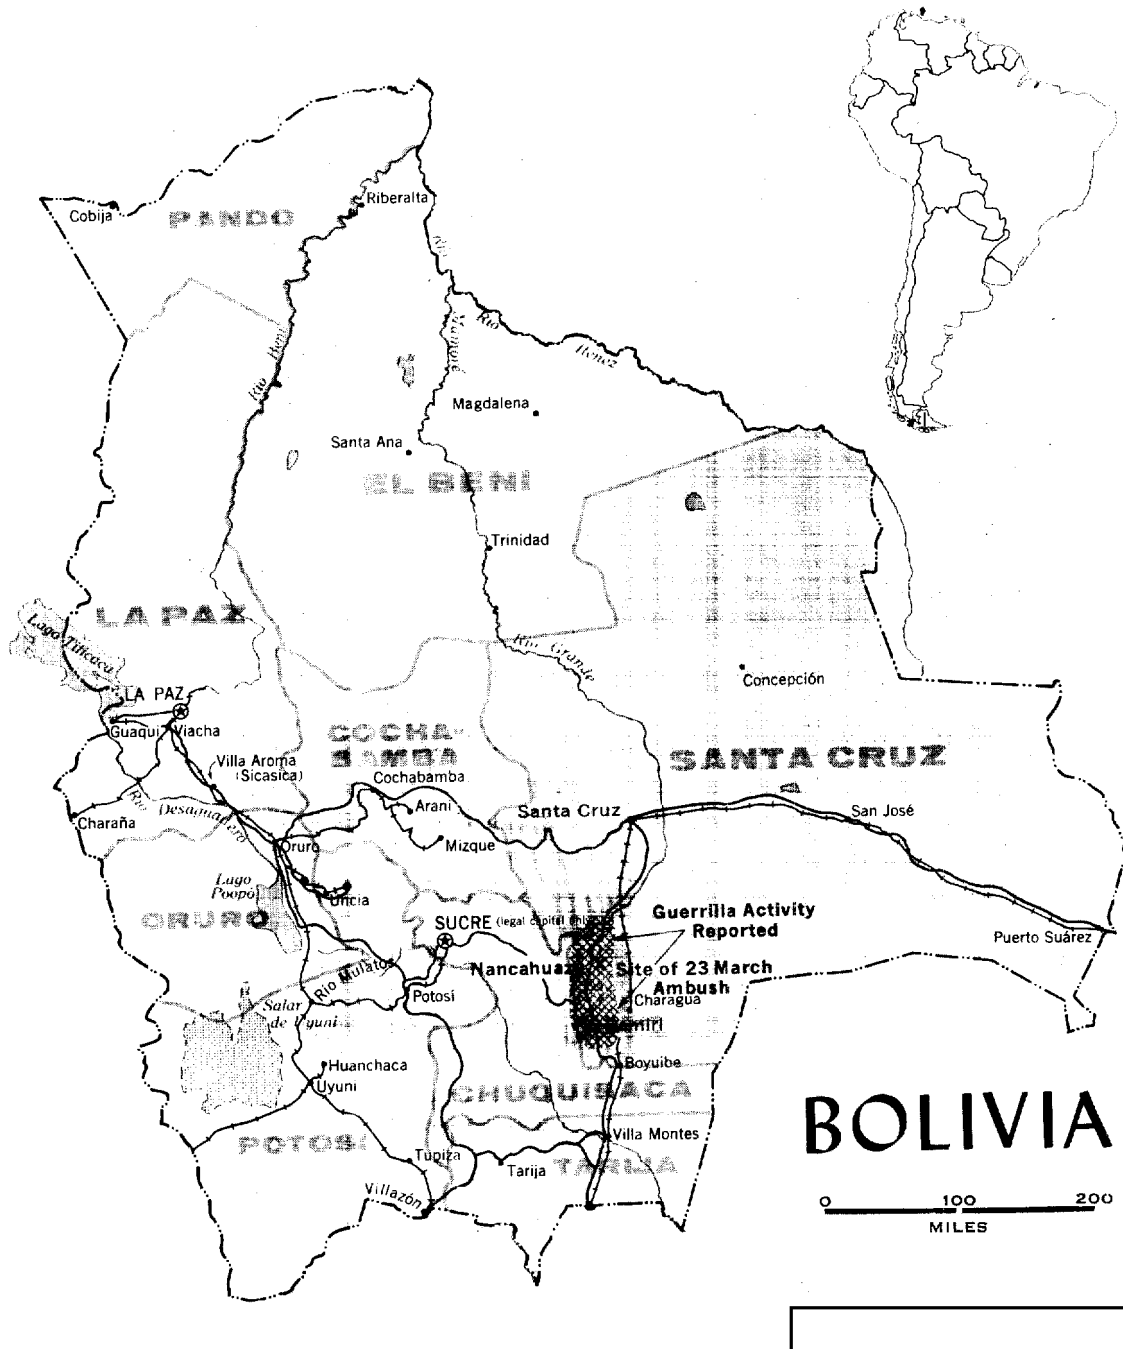 Cobija
PANDO
Riberalta
Río Beni
Río
Mamoré
Río
Itenez
Magdalena
Santa Ana
EL BENI
Trinidad
LA PAZ
Lago Titicaca
Río Grande
Concepción
LA PAZ
Guaqui
Viacha
COCHA-
BAMBA
SANTA CRUZ
Villa Aroma
(Sicasica)
Cochabamba
Río Desaguadero
Arani
Santa Cruz
San José
Charaña
Oruro
Mizque
Lago
Poopó
Uncia
ORURO
SUCRE (legal capital only)
Guerrilla Activity
Reported
Puerto Suárez
Nancahuazu
Site of 23 March
Ambush
Río Mulatos
Potosí
Charagua
Salar
de Uyuni
Huanchaca
Boyuibe
Uyuni
CHUQUISACA
BOLIVIA
POTOSI
Villa Montes
Tupiza
Tarija
TARIJA
Villazón
0 100 200
MILES